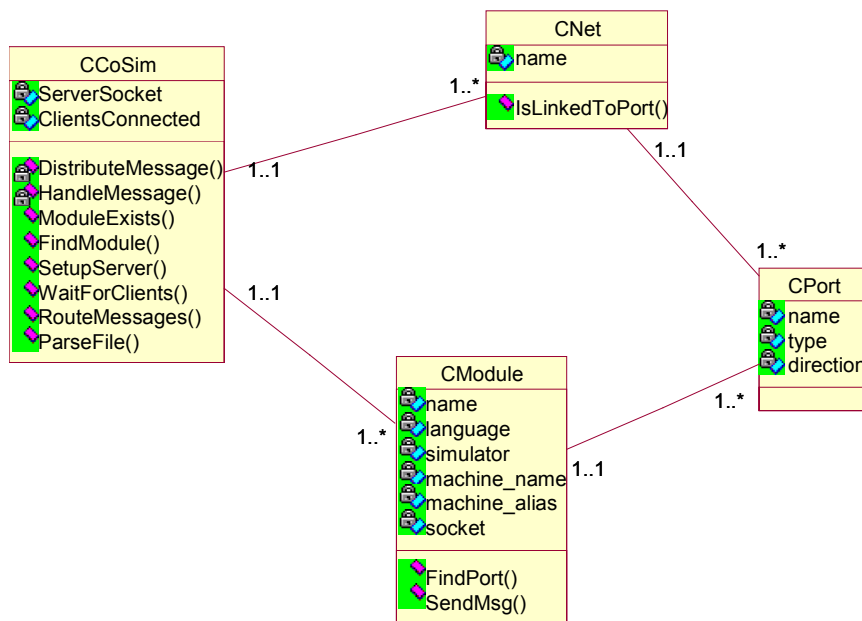 CCoSim
ServerSocket
ClientsConnected
DistributeMessage()
HandleMessage()
ModuleExists()
FindModule()
SetupServer()
WaitForClients()
RouteMessages()
ParseFile()
CNet
name
IsLinkedToPort()
1..*
1..1
1..1
1..*
1..1
1..*
CPort
name
type
direction
1..*
1..1
CModule
name
language
simulator
machine_name
machine_alias
socket
FindPort()
SendMsg()